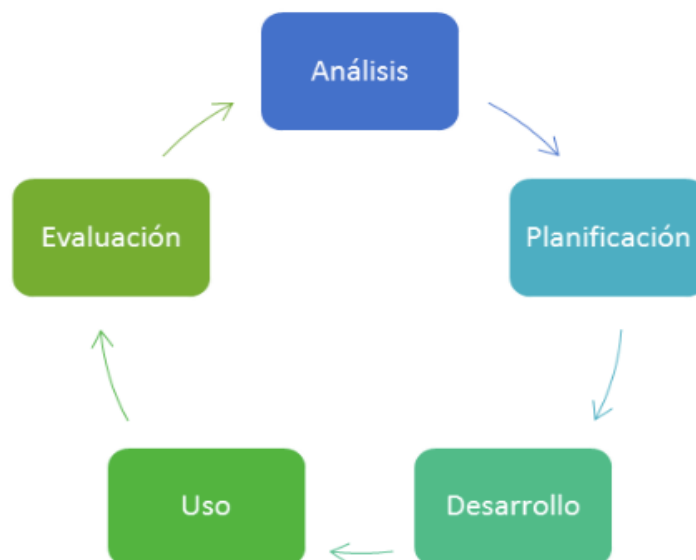 Análisis
Planificación
Desarrollo
Uso
Evaluación